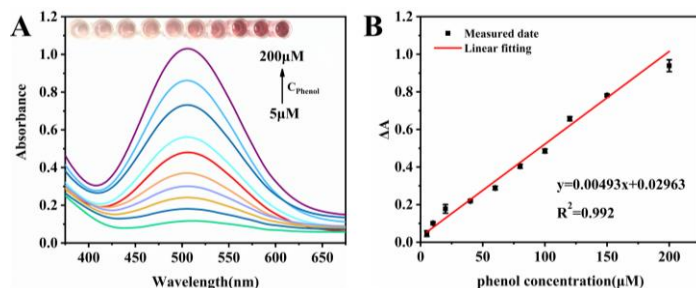 A
200μM
C_Phenol
5μM
1.2
1.0
0.8
0.6
0.4
0.2
0.0
Absorbance
400 450 500 550 600 650
Wavelength(nm)
B
Measured date
Linear fitting
1.2
1.0
0.8
0.6
0.4
0.2
0.0
ΔA
y=0.00493x+0.02963
R²=0.992
0 50 100 150 200
phenol concentration(μM)